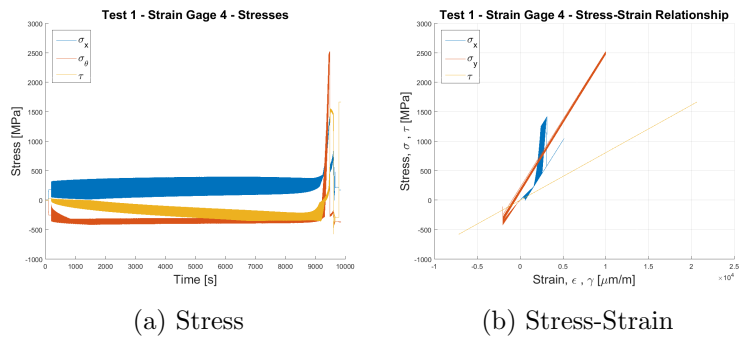 Test 1 - Strain Gage 4 - Stresses
3000
2500
2000
1500
1000
500
0
-500
-1000
0 1000 2000 3000 4000 5000 6000 7000 8000 9000 10000
Stress [MPa]
Time [s]
σx
σθ
τ
(a) Stress
Test 1 - Strain Gage 4 - Stress-Strain Relationship
3000
2500
2000
1500
1000
500
0
-500
-1000
-1 -0.5 0 0.5 1 1.5 2 2.5
×10⁴
Stress, σ , τ [MPa]
Strain, ϵ , γ [μm/m]
σx
σy
τ
(b) Stress-Strain